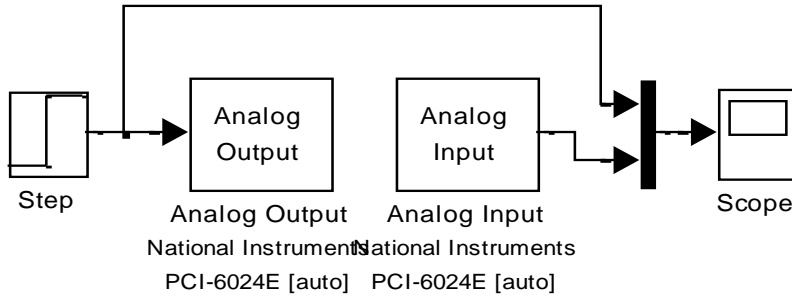 Analog
Output
Analog
Input
Step
Scope
Analog Output
National Instruments
PCI-6024E [auto]
Analog Input
National Instruments
PCI-6024E [auto]